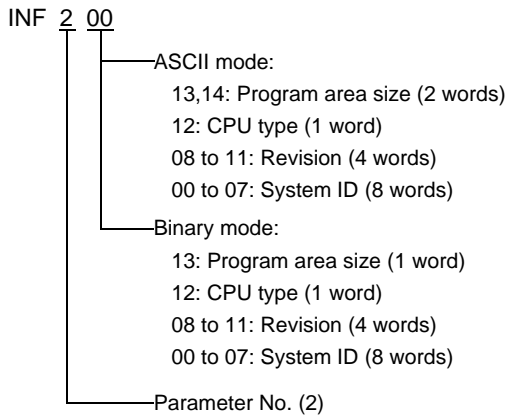 INF 2 00
ASCII mode:
13,14: Program area size (2 words)
12: CPU type (1 word)
08 to 11: Revision (4 words)
00 to 07: System ID (8 words)
Binary mode:
13: Program area size (1 word)
12: CPU type (1 word)
08 to 11: Revision (4 words)
00 to 07: System ID (8 words)
Parameter No. (2)